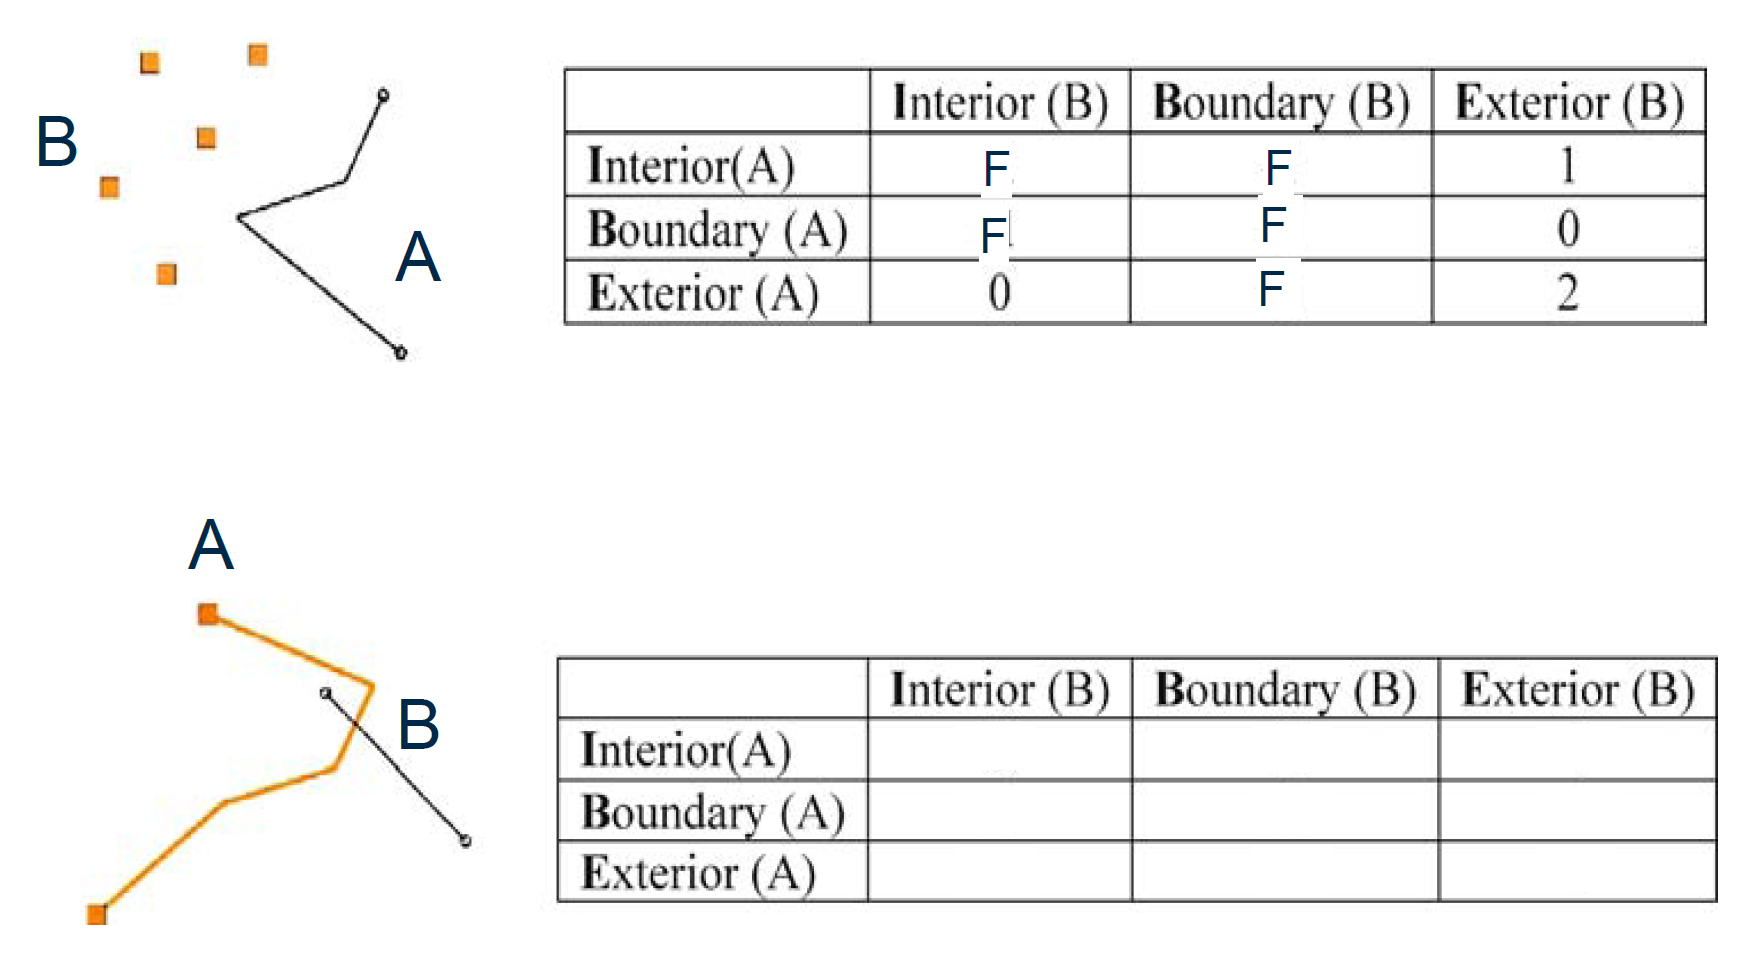 B
A
Interior (B) Boundary (B) Exterior (B)
Interior(A) F F 1
Boundary (A) F F 0
Exterior (A) 0 F 2
A
B
Interior (B) Boundary (B) Exterior (B)
Interior(A)
Boundary (A)
Exterior (A)